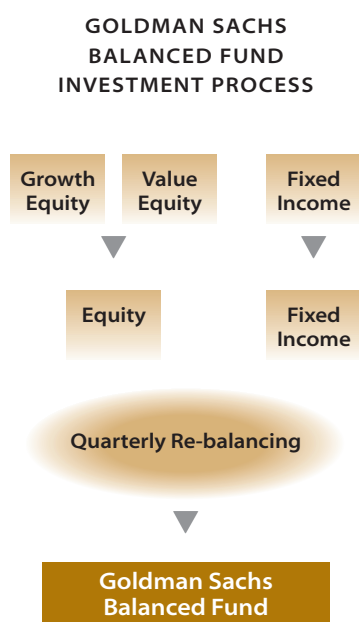 GOLDMAN SACHS
BALANCED FUND
INVESTMENT PROCESS
Growth
Equity
Value
Equity
Fixed
Income
Equity
Fixed
Income
Quarterly Re-balancing
Goldman Sachs
Balanced Fund